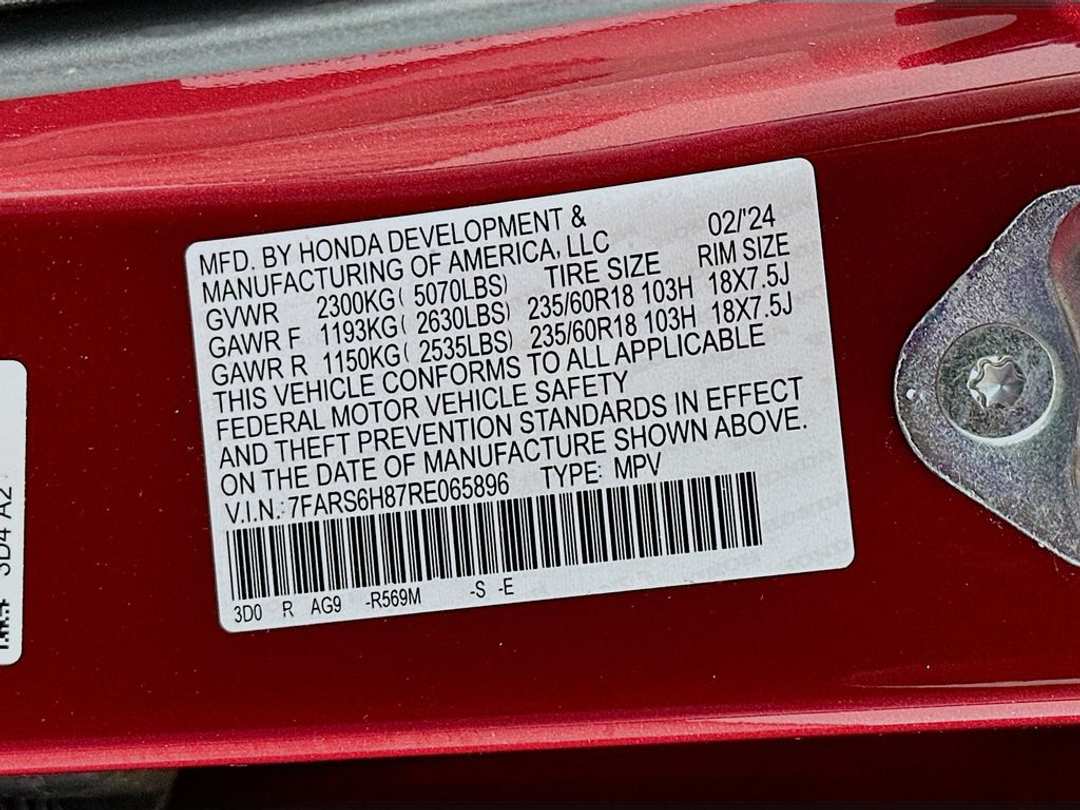 MFD. BY HONDA DEVELOPMENT & 02/'24
MANUFACTURING OF AMERICA, LLC
GVWR 2300KG( 5070LBS) TIRE SIZE RIM SIZE
GAWR F 1193KG( 2630LBS) 235/60R18 103H 18X7.5J
GAWR R 1150KG( 2535LBS) 235/60R18 103H 18X7.5J
THIS VEHICLE CONFORMS TO ALL APPLICABLE
FEDERAL MOTOR VEHICLE SAFETY
AND THEFT PREVENTION STANDARDS IN EFFECT
ON THE DATE OF MANUFACTURE SHOWN ABOVE.
V.I.N.: 7FARS6H87RE065896 TYPE: MPV
3D0 R AG9 -R569M -S -E
3D4 A2